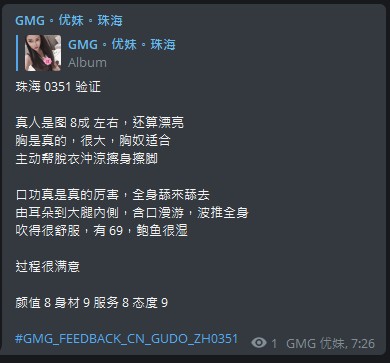 GMG。优妹。珠海
GMG。优妹。珠海
Album
珠海 0351 验证
真人是图 8成 左右，还算漂亮
胸是真的，很大，胸奴适合
主动帮脫衣沖涼擦身擦脚
口功真是真的厉害，全身舔來舔去
由耳朵到大腿內側，含口漫游，波推全身
吹得很舒服，有 69，鲍鱼很湿
过程很满意
颜值 8 身材 9 服务 8 态度 9
#GMG_FEEDBACK_CN_GUDO_ZH0351
1 GMG 优妹, 7:26